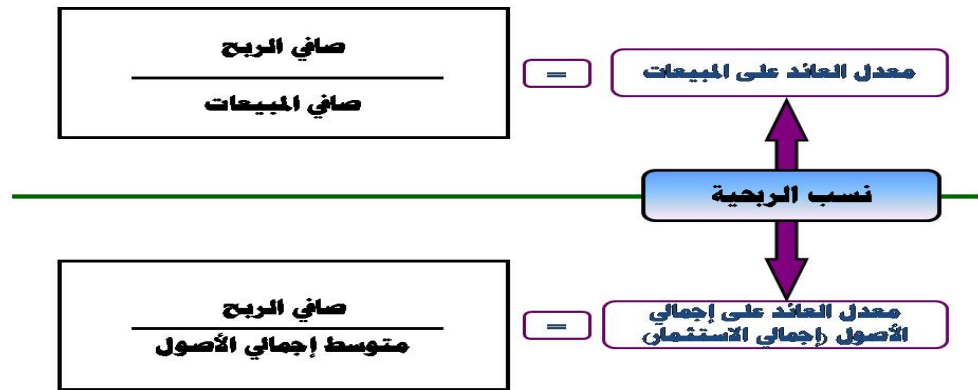 معدل العائد على المبيعات
=
صافي الربح
صافي المبيعات
نسب الربحية
معدل العائد على إجمالي
الأصول (إجمالي الاستثمار)
=
صافي الربح
متوسط إجمالي الأصول